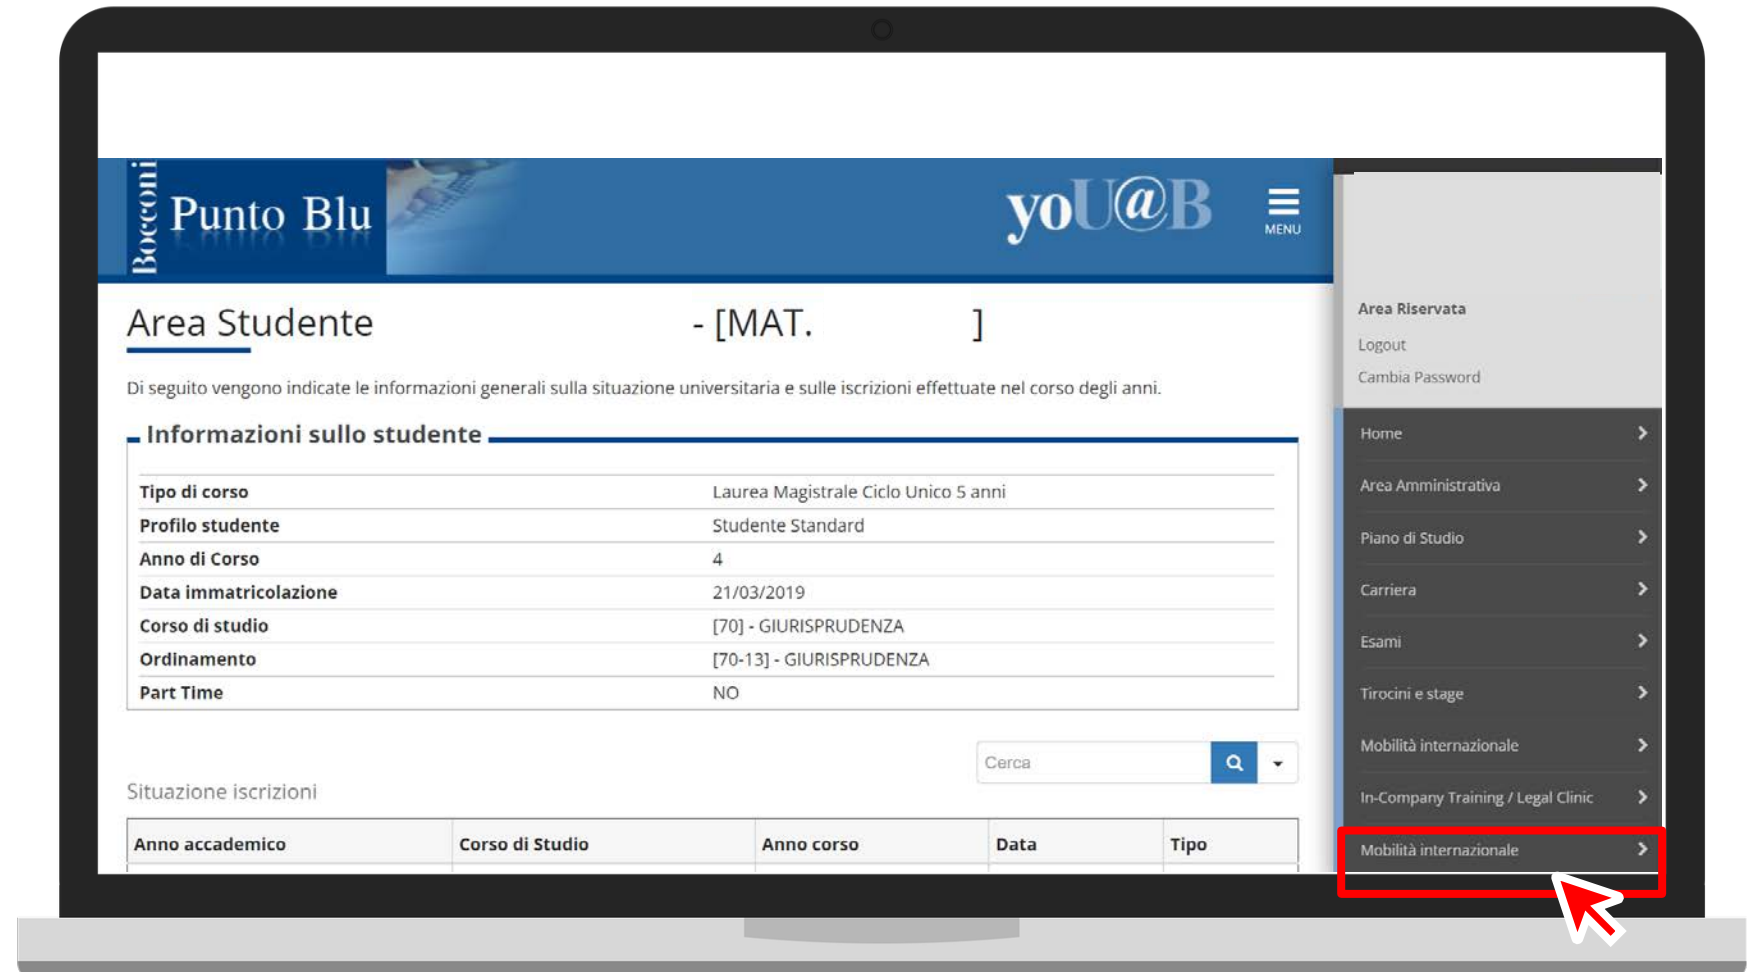 Bocconi
Punto Blu
yoU@B
MENU
Area Studente - [MAT. ]
Di seguito vengono indicate le informazioni generali sulla situazione universitaria e sulle iscrizioni effettuate nel corso degli anni.
Informazioni sullo studente
Tipo di corso Laurea Magistrale Ciclo Unico 5 anni
Profilo studente Studente Standard
Anno di Corso 4
Data immatricolazione 21/03/2019
Corso di studio [70] - GIURISPRUDENZA
Ordinamento [70-13] - GIURISPRUDENZA
Part Time NO
Cerca
Situazione iscrizioni
Anno accademico Corso di Studio Anno corso Data Tipo
Area Riservata
Logout
Cambia Password
Home
Area Amministrativa
Piano di Studio
Carriera
Esami
Tirocini e stage
Mobilità internazionale
In-Company Training / Legal Clinic
Mobilità internazionale